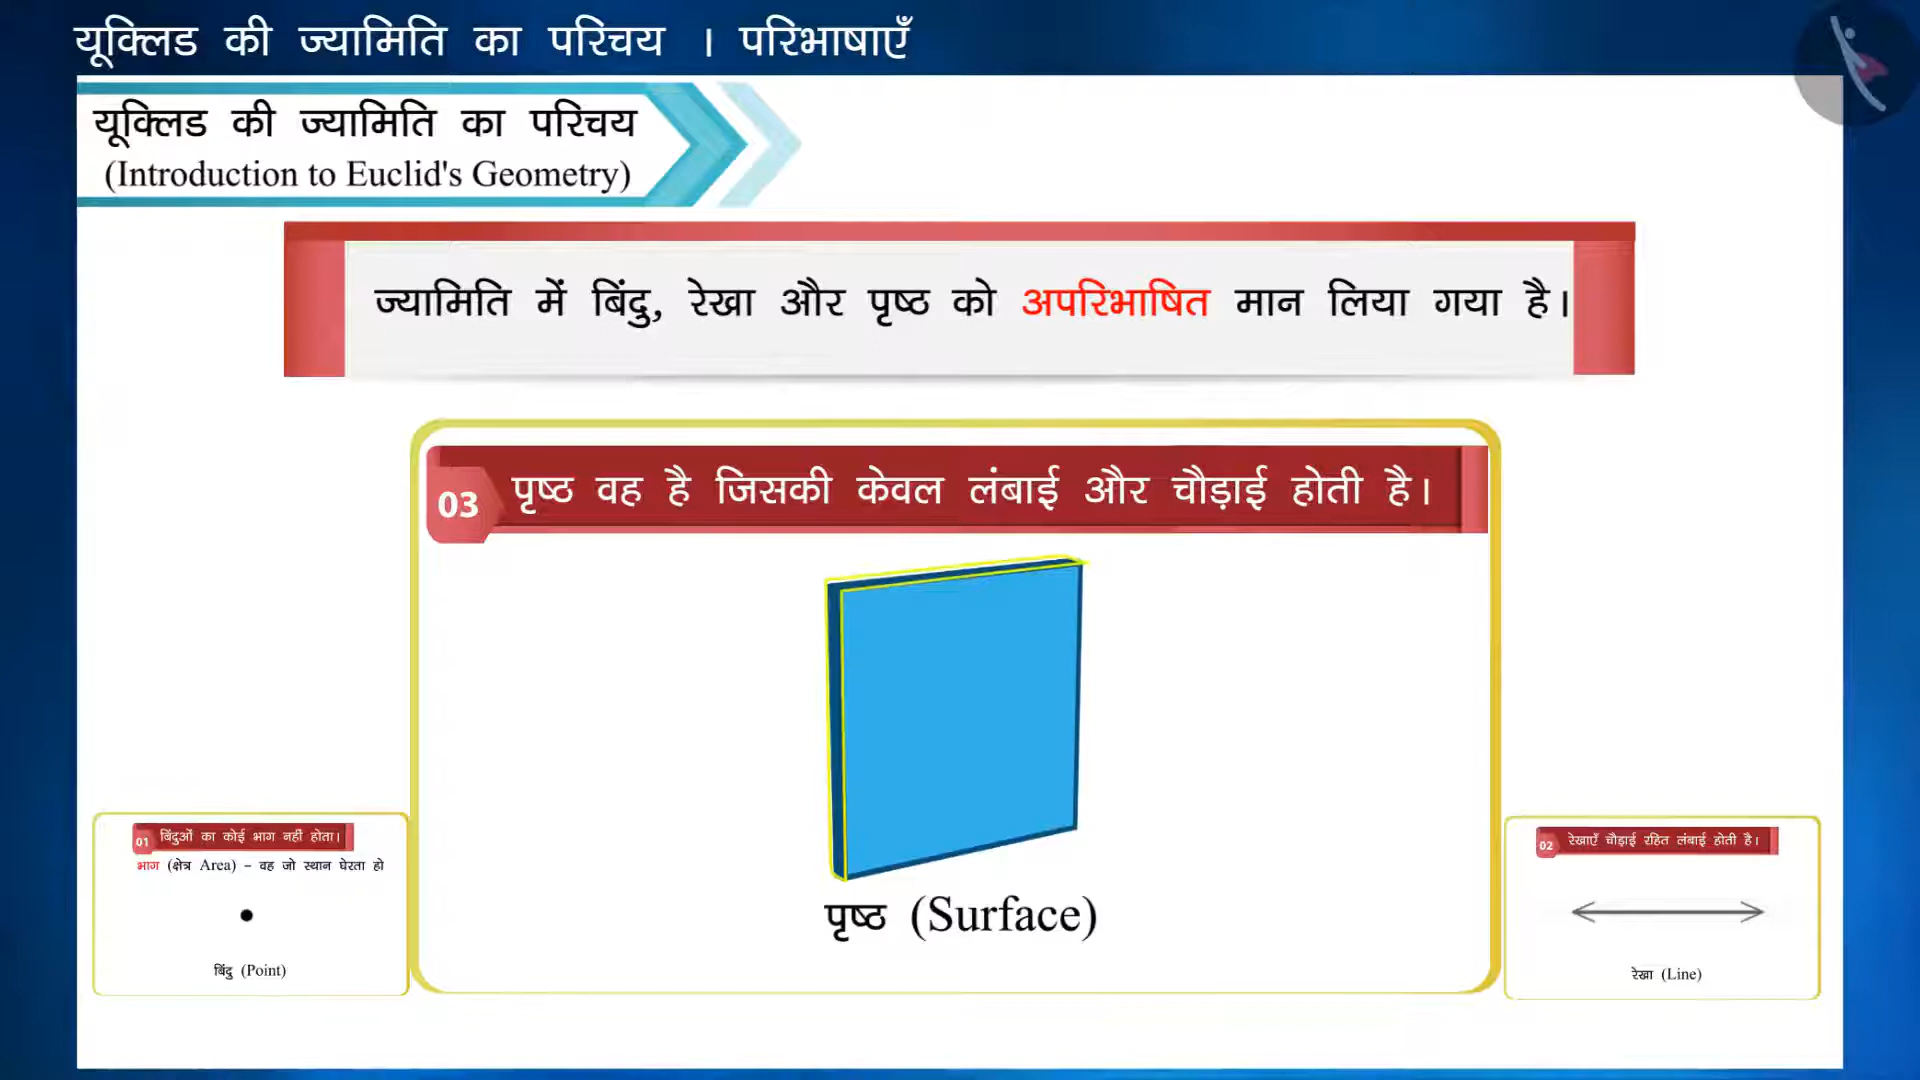 यूक्लिड की ज्यामिति का परिचय । परिभाषाएँ
यूक्लिड की ज्यामिति का परिचय
(Introduction to Euclid's Geometry)
ज्यामिति में बिंदु, रेखा और पृष्ठ को अपरिभाषित मान लिया गया है।
03 पृष्ठ वह है जिसकी केवल लंबाई और चौड़ाई होती है।
पृष्ठ (Surface)
01 बिंदुओं का कोई भाग नहीं होता।
भाग (क्षेत्र Area) – वह जो स्थान घेरता हो
बिंदु (Point)
02 रेखाएँ चौड़ाई रहित लंबाई होती है।
रेखा (Line)